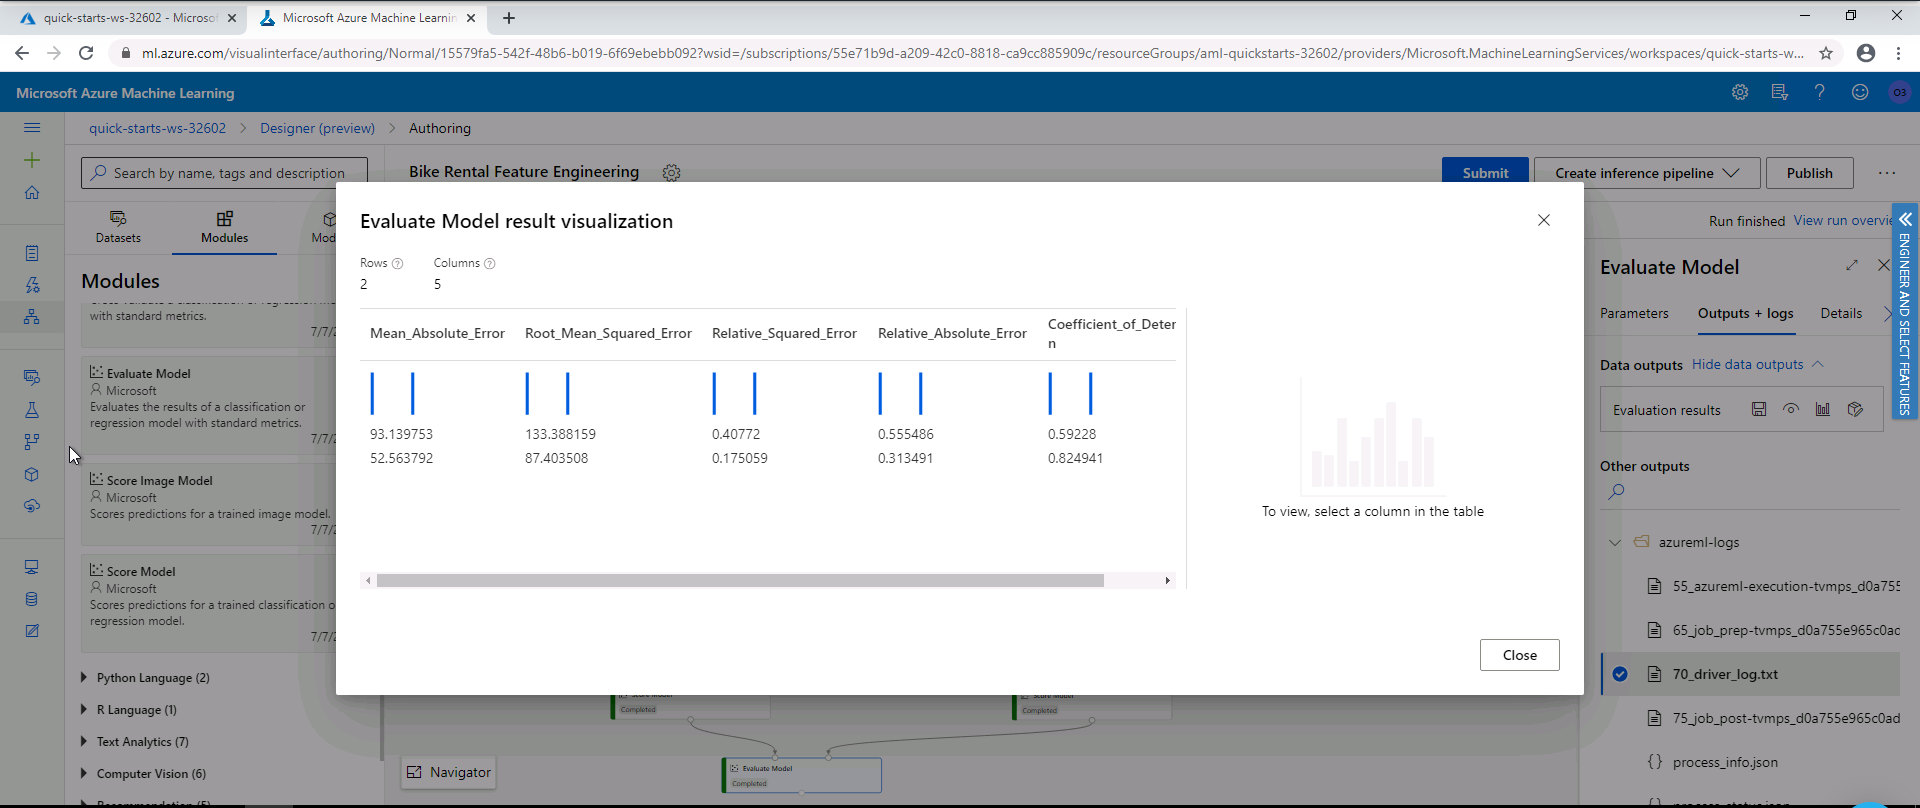 quick-starts-ws-32602 - Microsof
Microsoft Azure Machine Learnin
ml.azure.com/visualinterface/authoring/Normal/15579fa5-542f-48b6-b019-6f69ebebb092?wsid=/subscriptions/55e71b9d-a209-42c0-8818-ca9cc885909c/resourceGroups/aml-quickstarts-32602/providers/Microsoft.MachineLearningServices/workspaces/quick-starts-w...
Microsoft Azure Machine Learning
03
quick-starts-ws-32602 > Designer (preview) > Authoring
Search by name, tags and description
Bike Rental Feature Engineering
Submit
Create inference pipeline
Publish
Datasets
Modules
Mod
Run finished View run overvie
Modules
with standard metrics.
7/7/2
Evaluate Model
Microsoft
Evaluates the results of a classification or
regression model with standard metrics.
7/7/2
Score Image Model
Microsoft
Scores predictions for a trained image model.
7/7/2
Score Model
Microsoft
Scores predictions for a trained classification o
regression model.
7/7/2
Python Language (2)
R Language (1)
Text Analytics (7)
Computer Vision (6)
Evaluate Model result visualization
Rows
Columns
2
5
Mean_Absolute_Error Root_Mean_Squared_Error Relative_Squared_Error Relative_Absolute_Error Coefficient_of_Deter
n
93.139753 133.388159 0.40772 0.555486 0.59228
52.563792 87.403508 0.175059 0.313491 0.824941
To view, select a column in the table
Close
Completed
Completed
Evaluate Model
Completed
Navigator
Evaluate Model
Parameters
Outputs + logs
Details
Data outputs Hide data outputs
Evaluation results
Other outputs
azureml-logs
55_azureml-execution-tvmps_d0a755
65_job_prep-tvmps_d0a755e965c0ac
70_driver_log.txt
75_job_post-tvmps_d0a755e965c0ad
process_info.json
ENGINEER AND SELECT FEATURES